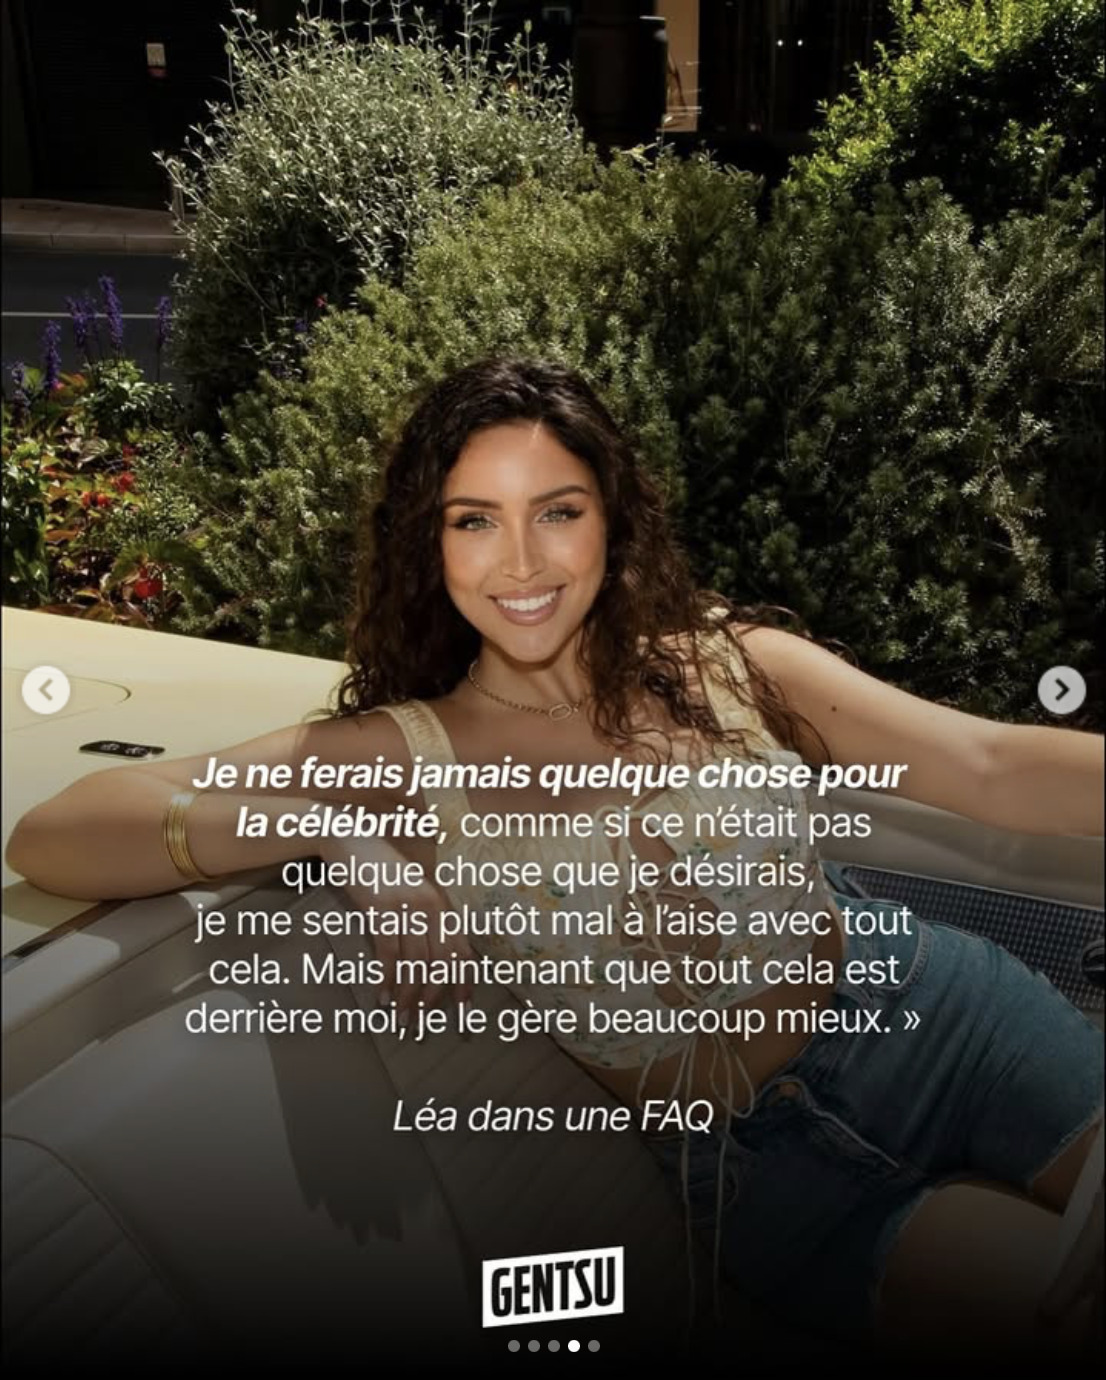 Je ne ferais jamais quelque chose pour
la célébrité, comme si ce n’était pas
quelque chose que je désirais,
je me sentais plutôt mal à l’aise avec tout
cela. Mais maintenant que tout cela est
derrière moi, je le gère beaucoup mieux. »
Léa dans une FAQ
GENTSU